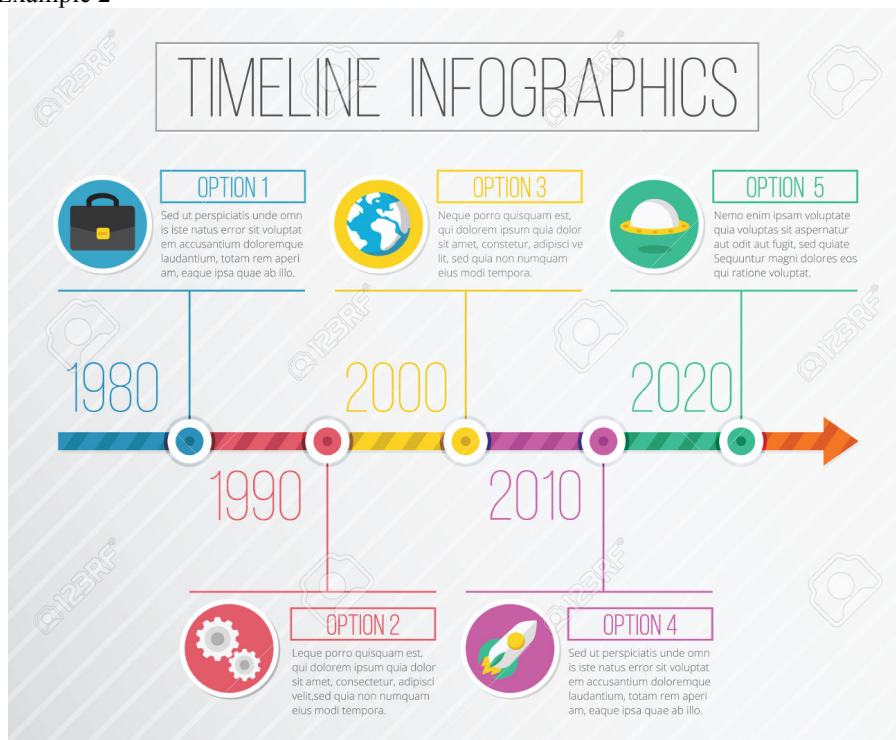 Example 2
TIMELINE INFOGRAPHICS
OPTION 1
Sed ut perspiciatis unde omn
is iste natus error sit voluptat
em accusantium doloremque
laudantium, totam rem aperi
am, eaque ipsa quae ab illo.
OPTION 3
Neque porro quisquam est,
qui dolorem ipsum quia dolor
sit amet, constetur, adipisci ve
lit, sed quia non numquam
eius modi tempora.
OPTION 5
Nemo enim ipsam voluptate
quia voluptas sit aspernatur
aut odit aut fugit, sed quiate
Sequuntur magni dolores eos
qui ratione voluptat.
1980
2000
2020
1990
2010
OPTION 2
Leque porro quisquam est,
qui dolorem ipsum quia dolor
sit amet, consectetur, adipisci
velit,sed quia non numquam
eius modi tempora.
OPTION 4
Sed ut perspiciatis unde omn
is iste natus error sit voluptat
em accusantium doloremque
laudantium, totam rem aperi
am, eaque ipsa quae ab illo.
123RF
123RF
123RF
123RF
123RF
123RF